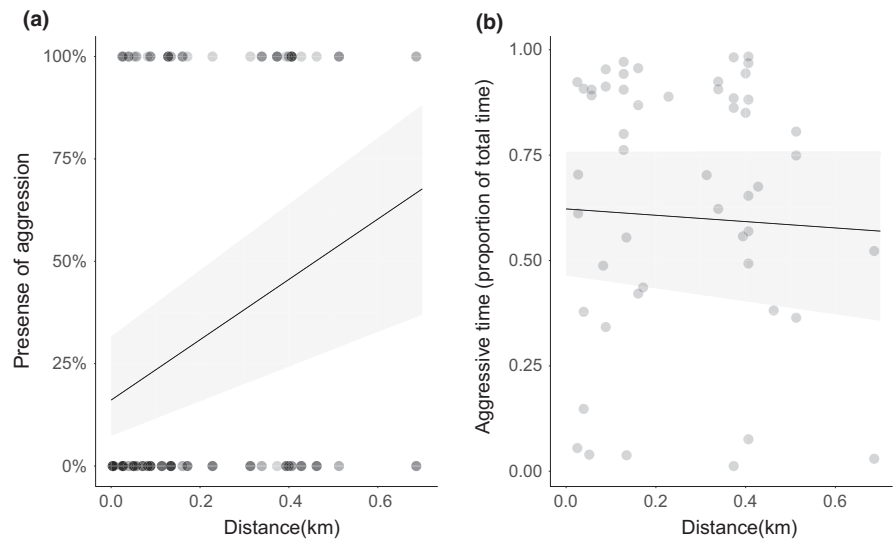 (a)
Presense of aggression
100%
75%
50%
25%
0%
0.0 0.2 0.4 0.6
Distance(km)
(b)
Aggressive time (proportion of total time)
1.00
0.75
0.50
0.25
0.00
0.0 0.2 0.4 0.6
Distance(km)